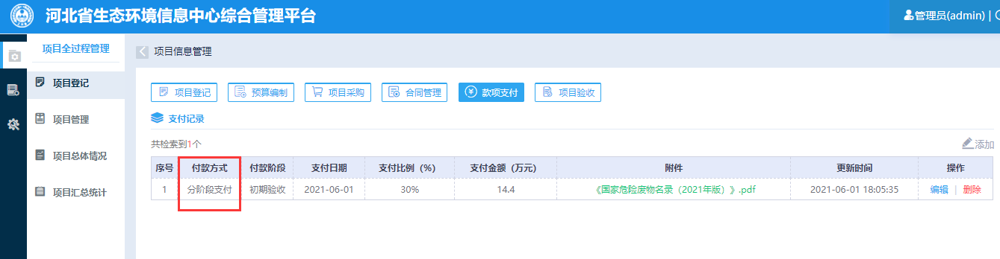 河北省生态环境信息中心综合管理平台
管理员(admin) |
项目全过程管理
项目信息管理
项目登记
项目管理
项目总体情况
项目汇总统计
项目登记 预算编制 项目采购 合同管理 款项支付 项目验收
支付记录
共检索到1个
添加
序号 付款方式 付款阶段 支付日期 支付比例（%） 支付金额（万元） 附件 更新时间 操作
1 分阶段支付 初期验收 2021-06-01 30% 14.4 《国家危险废物名录（2021年版）》.pdf 2021-06-01 18:05:35 编辑 | 删除